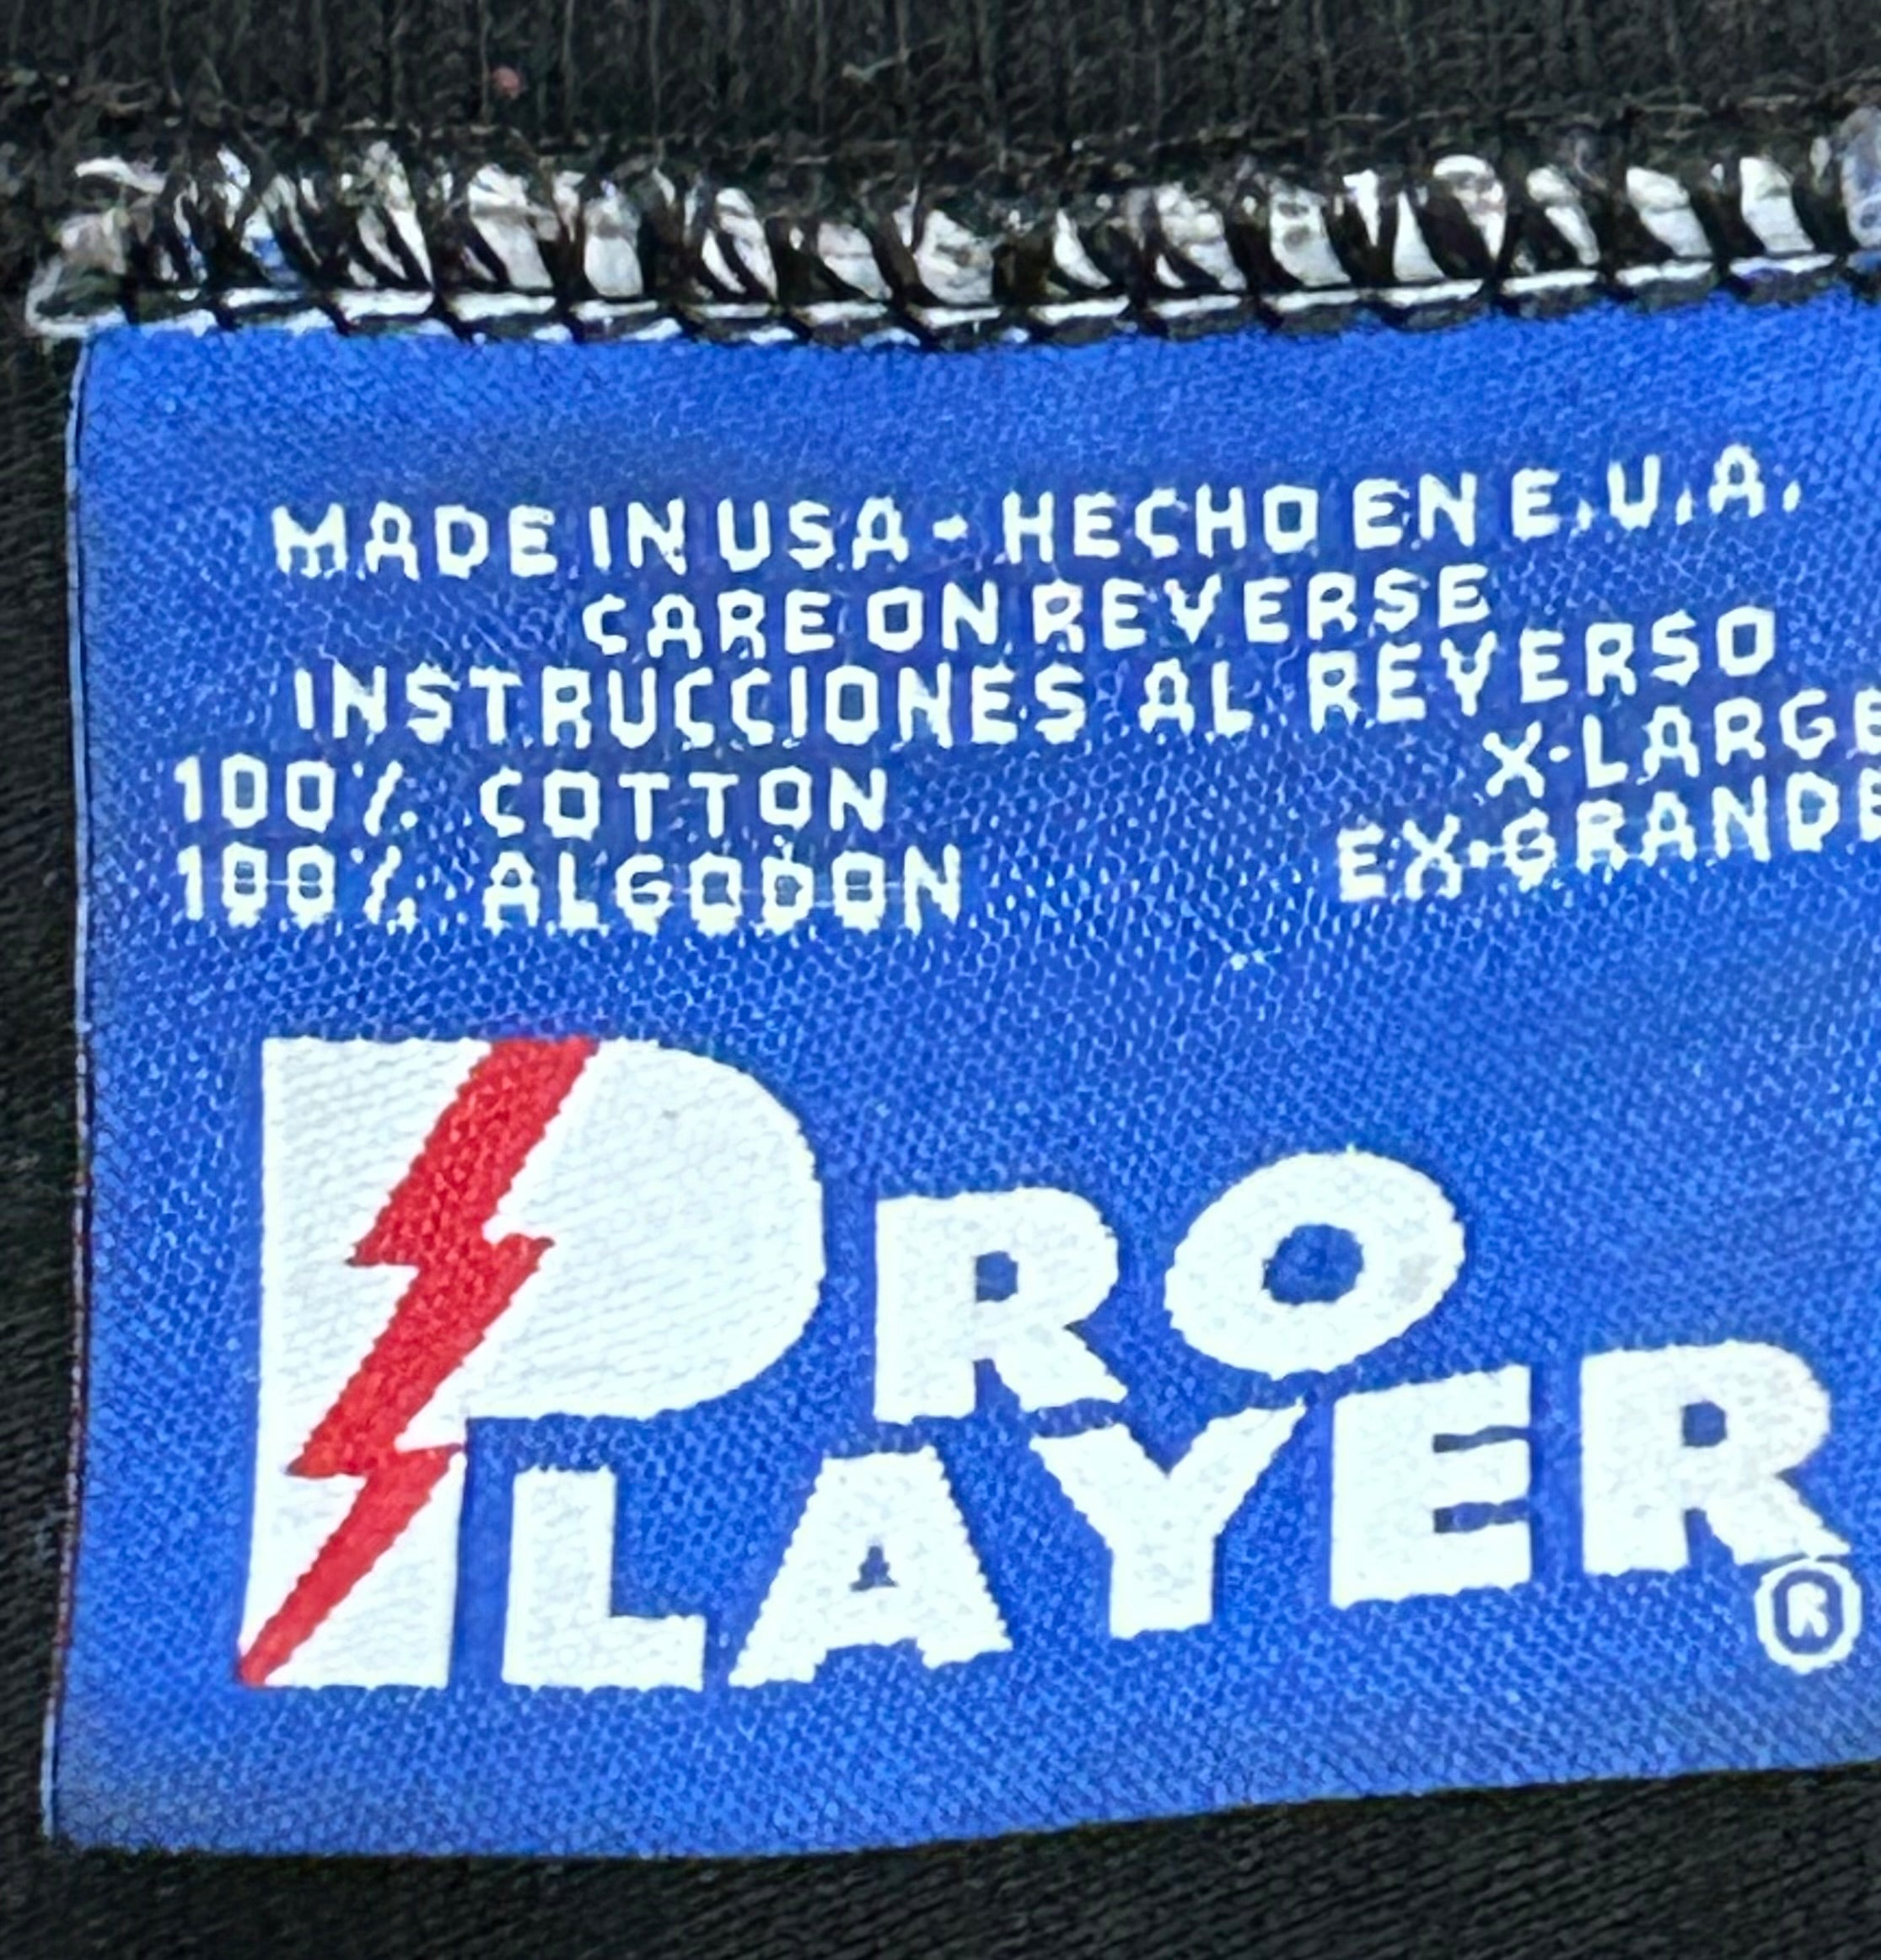 MADE IN USA - HECHO EN E.U.A.
CARE ON REVERSE
INSTRUCCIONES AL REVERSO
X-LARGE
100% COTTON
EX-GRANDE
100% ALGODON
PRO
PLAYER
®